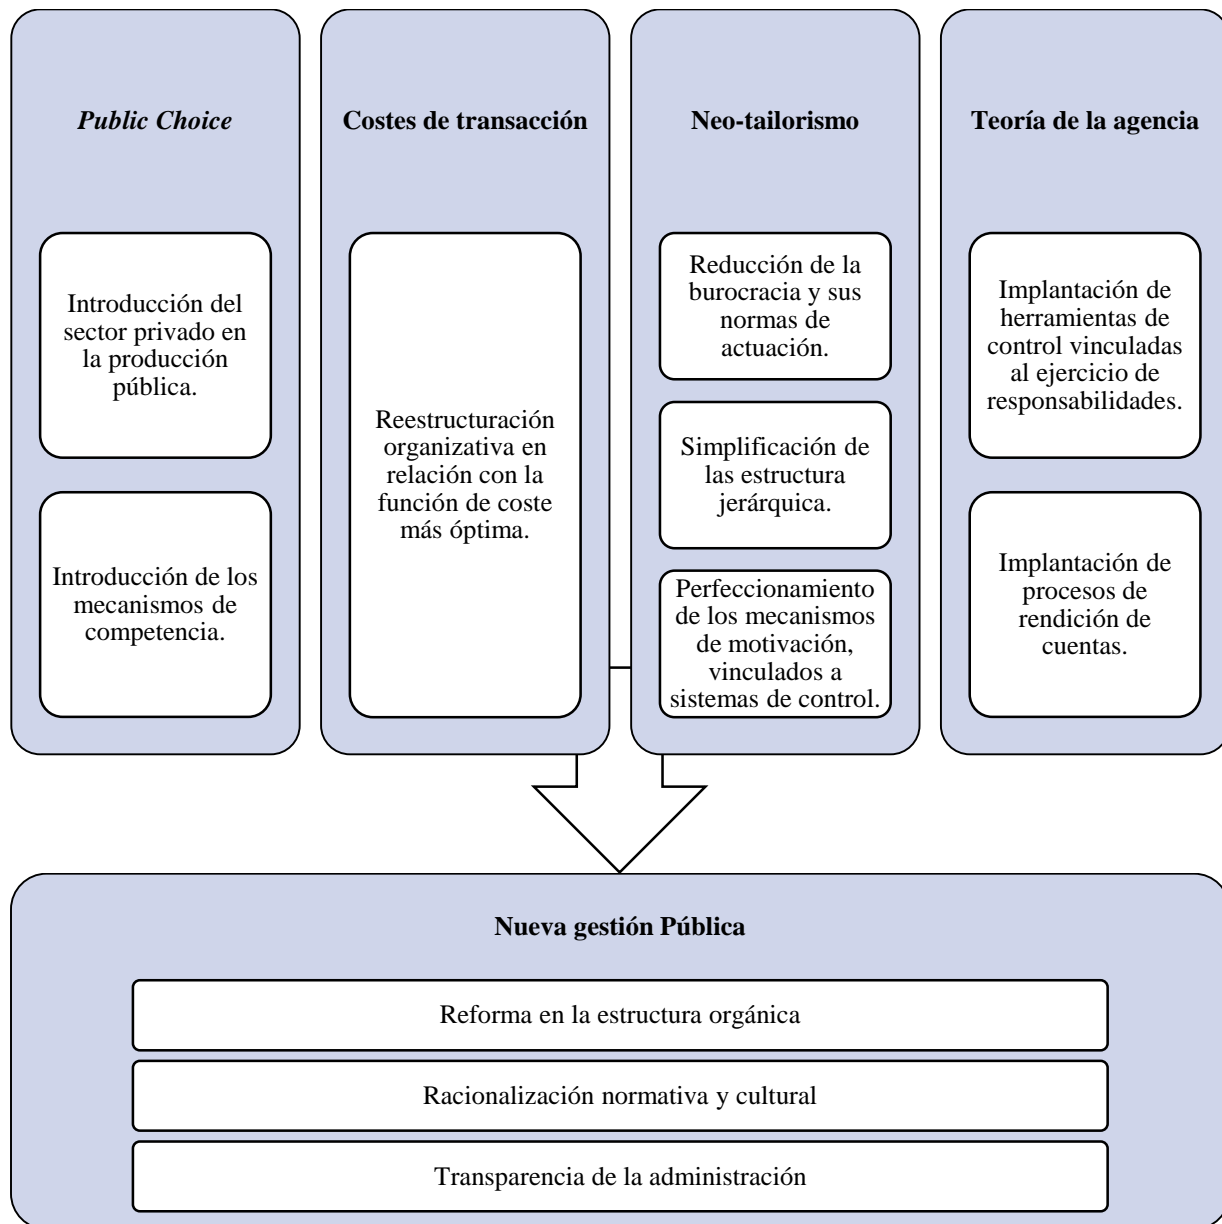 Public Choice
Introducción del
sector privado en
la producción
pública.
Introducción de los
mecanismos de
competencia.
Costes de transacción
Reestructuración
organizativa en
relación con la
función de coste
más óptima.
Neo-tailorismo
Reducción de la
burocracia y sus
normas de
actuación.
Simplificación de
las estructura
jerárquica.
Perfeccionamiento
de los mecanismos
de motivación,
vinculados a
sistemas de control.
Teoría de la agencia
Implantación de
herramientas de
control vinculadas
al ejercicio de
responsabilidades.
Implantación de
procesos de
rendición de
cuentas.
Nueva gestión Pública
Reforma en la estructura orgánica
Racionalización normativa y cultural
Transparencia de la administración